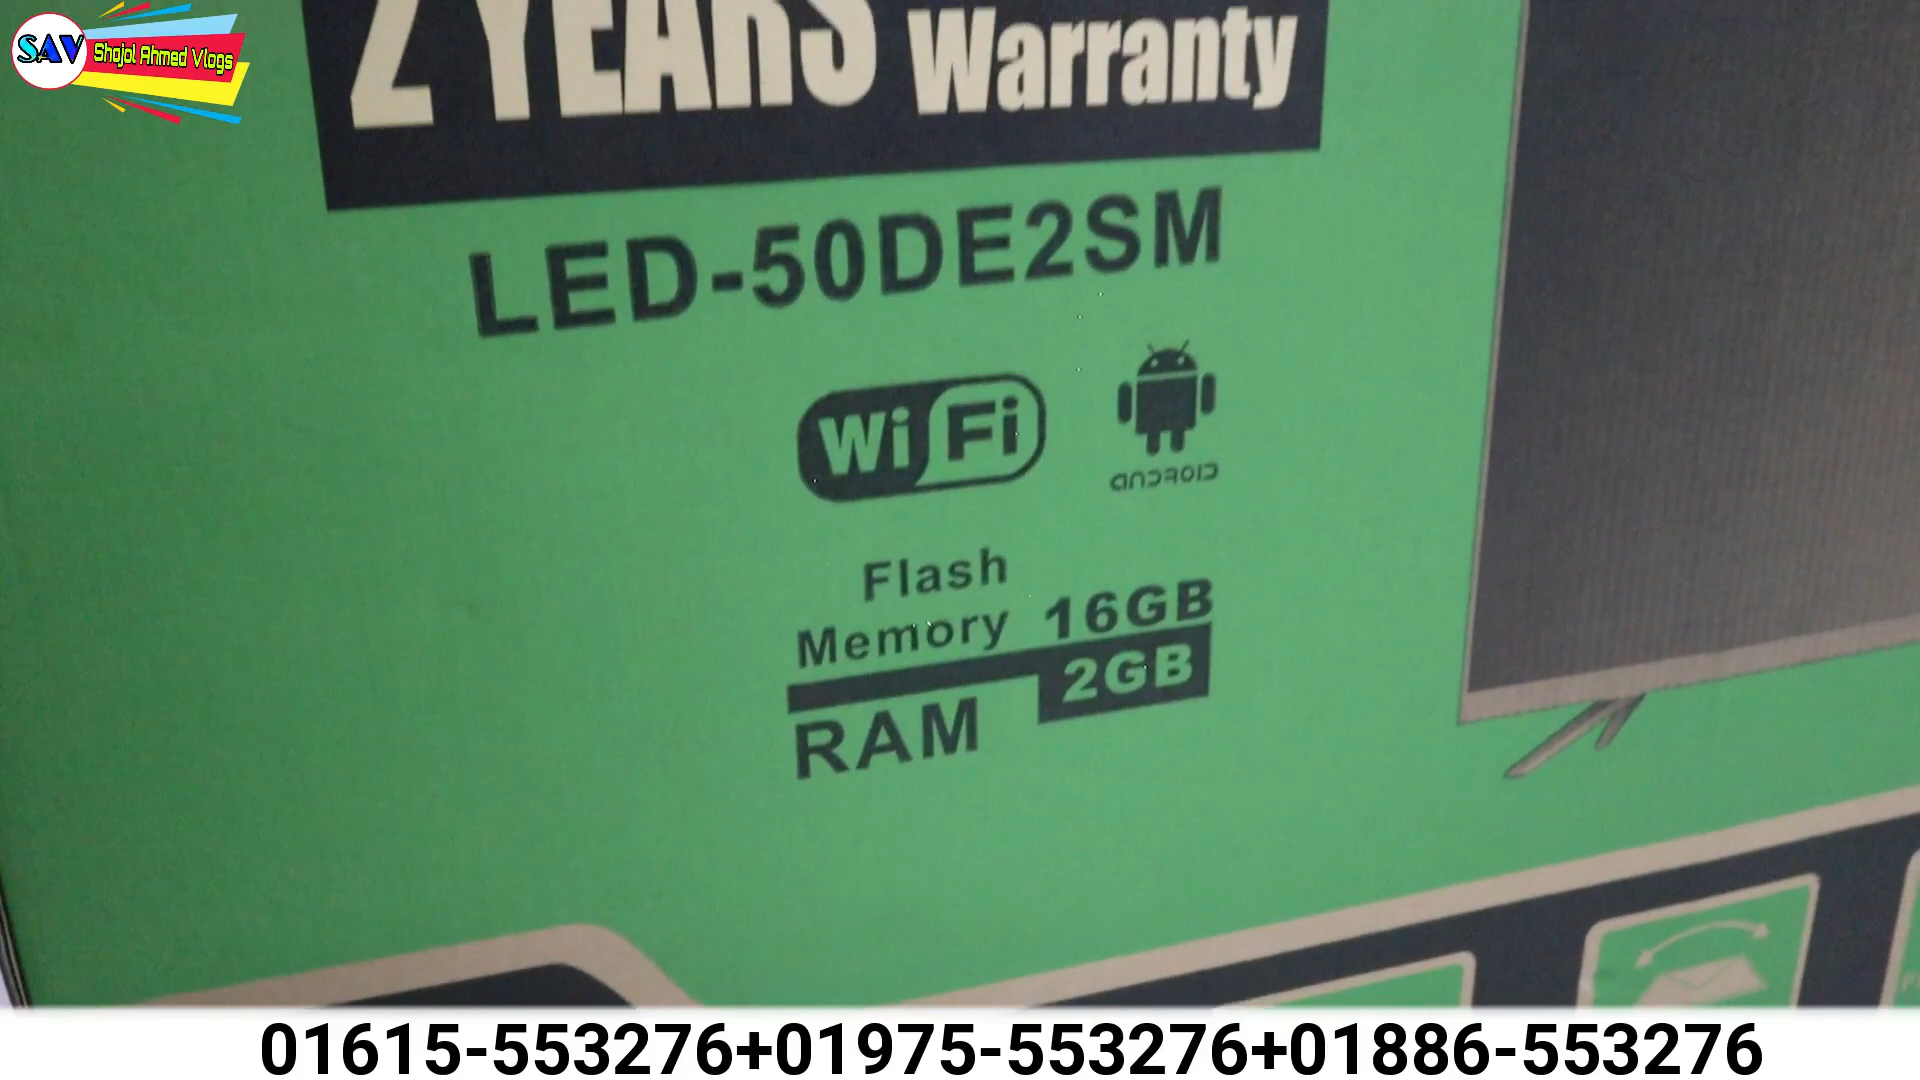 SAV Shojol Ahmed Vlogs
2 YEARS Warranty
LED-50DE2SM
WiFi
ANDROID
Flash
Memory 16GB
2GB
RAM
01615-553276+01975-553276+01886-553276